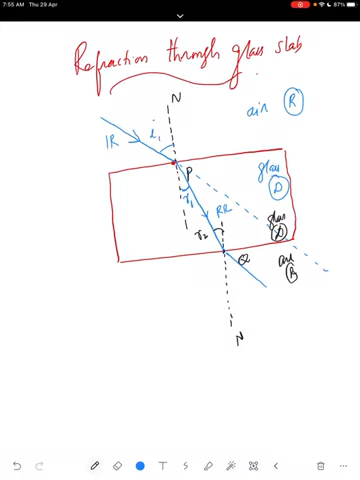 7:55 AM Thu 29 Apr
21%
Refraction through glass slab
N
air R
i1
IR
P
glass
D
r1
RR
glass
D
r2
Q
air
R
N